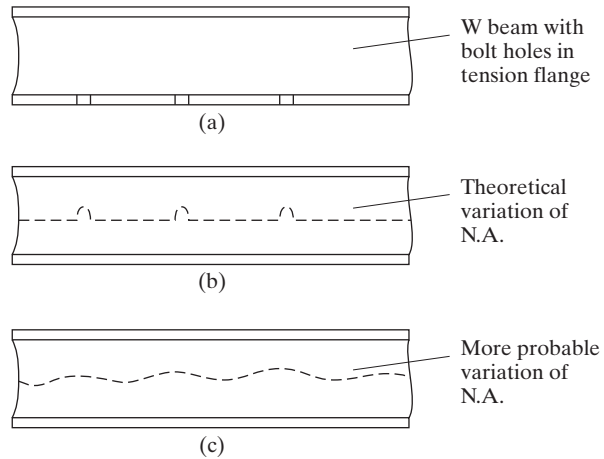 W beam with
bolt holes in
tension flange
(a)
Theoretical
variation of
N.A.
(b)
More probable
variation of
N.A.
(c)